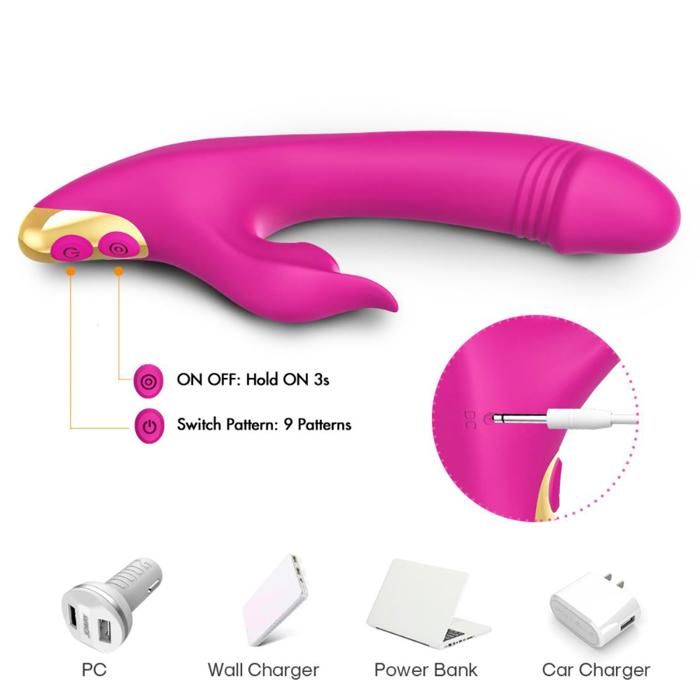 ON OFF: Hold ON 3s
Switch Pattern: 9 Patterns
DC
PC
Wall Charger
Power Bank
Car Charger